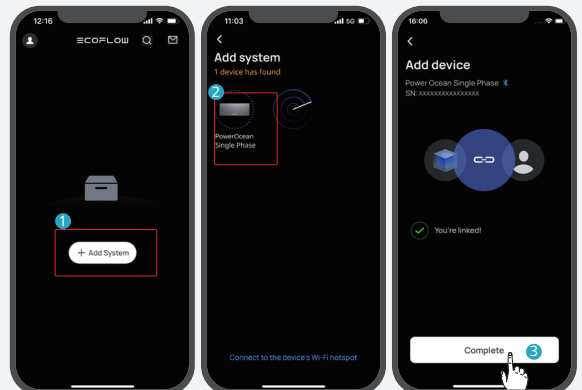 12:16
ECOFLOW
1
+ Add System
11:03
5G
Add system
1 device has found
2
PowerOcean
Single Phase
Connect to the device's Wi-Fi hotspot
16:06
Add device
Power Ocean Single Phase
SN: xxxxxxxxxxxxxxx
You're linked!
Complete
3